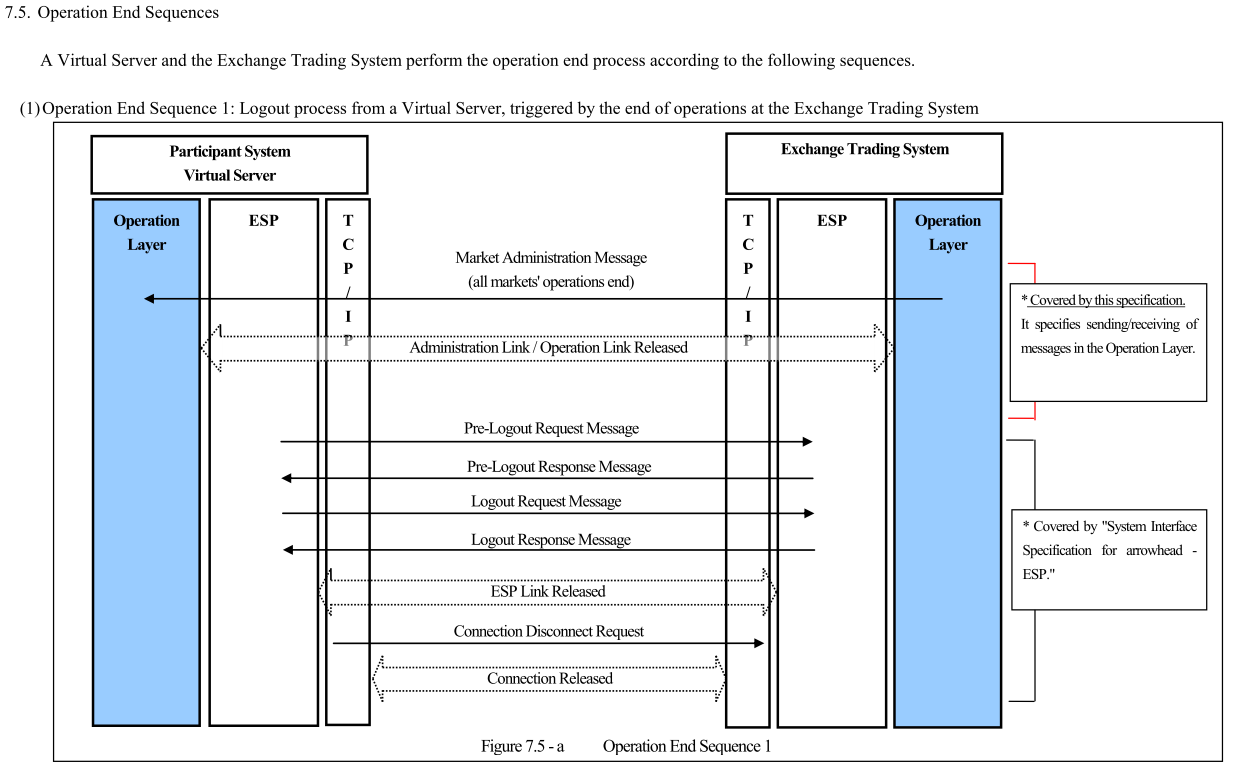 7.5. Operation End Sequences
A Virtual Server and the Exchange Trading System perform the operation end process according to the following sequences.
(1) Operation End Sequence 1: Logout process from a Virtual Server, triggered by the end of operations at the Exchange Trading System
Participant System
Virtual Server
Exchange Trading System
Operation
Layer
ESP
T
C
P
/
I
P
T
C
P
/
I
P
ESP
Operation
Layer
Market Administration Message
(all markets' operations end)
Administration Link / Operation Link Released
Pre-Logout Request Message
Pre-Logout Response Message
Logout Request Message
Logout Response Message
ESP Link Released
Connection Disconnect Request
Connection Released
* Covered by this specification.
It specifies sending/receiving of
messages in the Operation Layer.
* Covered by "System Interface
Specification for arrowhead -
ESP."
Figure 7.5 - a Operation End Sequence 1